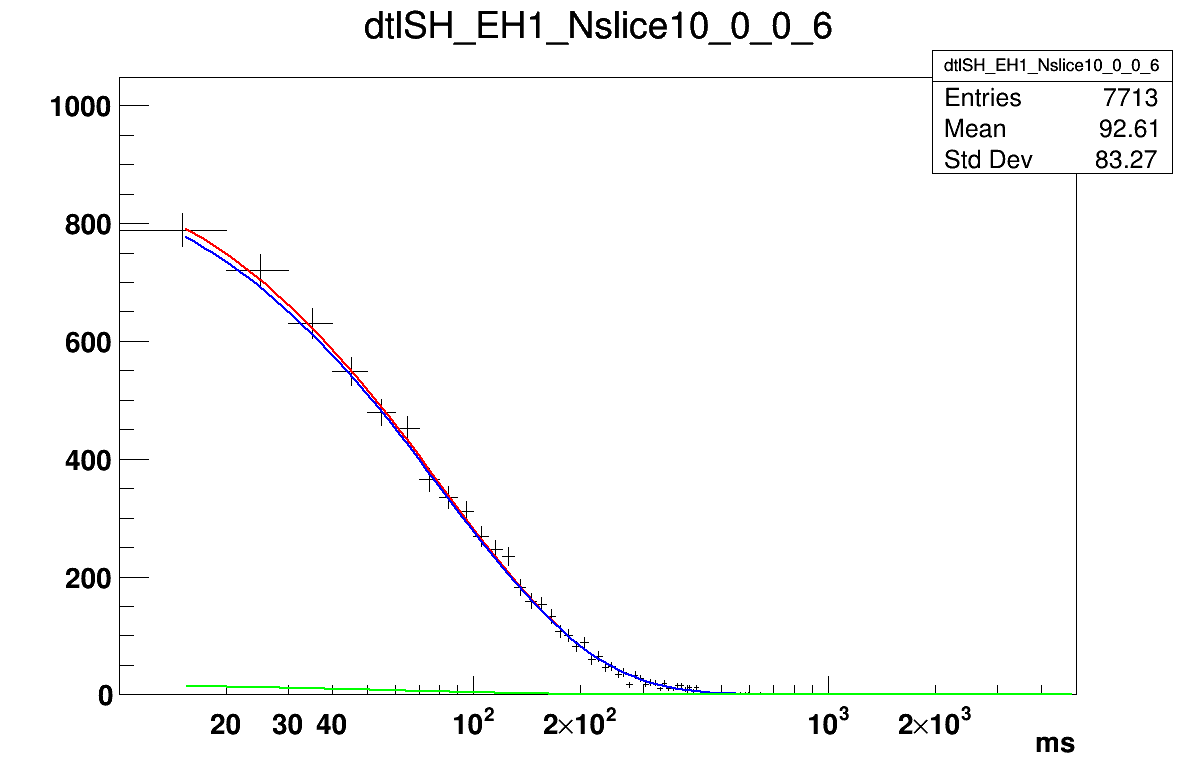 dtlSH_EH1_Nslice10_0_0_6
dtlSH_EH1_Nslice10_0_0_6
Entries 7713
Mean 92.61
Std Dev 83.27
1000
800
600
400
200
0
20 30 40 10² 2×10² 10³ 2×10³
ms